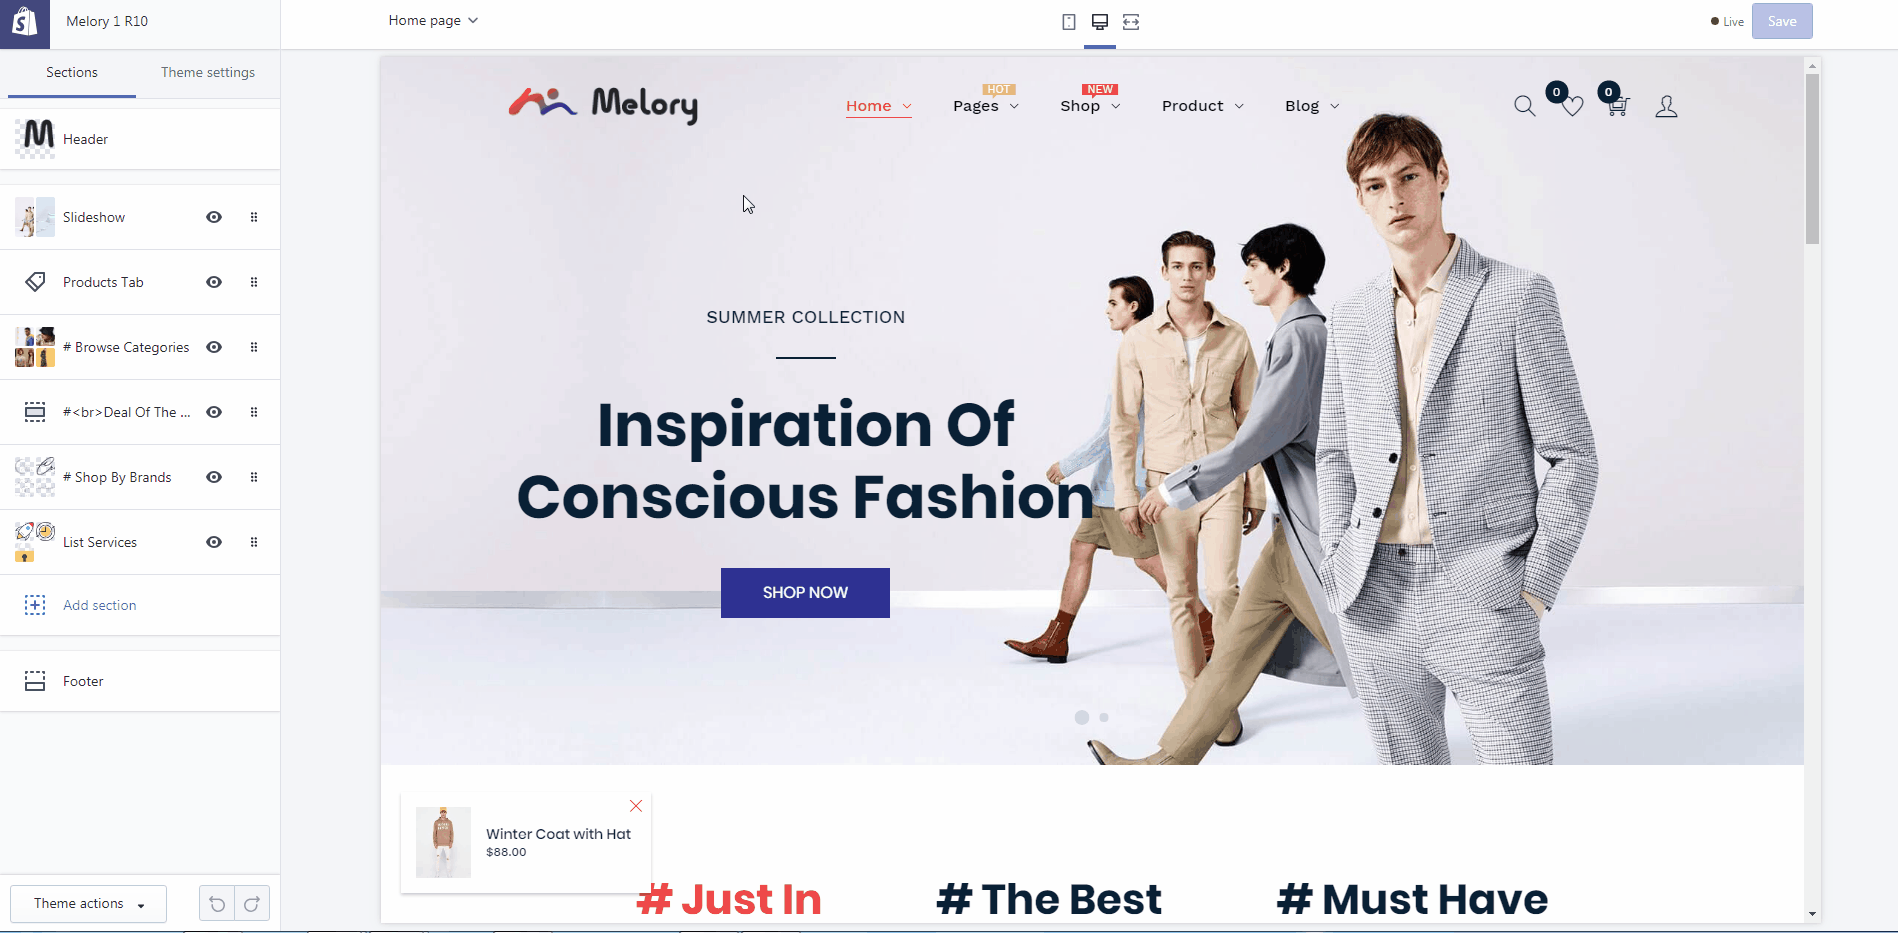 Melory 1 R10
Home page
Live
Save
Sections
Theme settings
Header
Slideshow
Products Tab
# Browse Categories
#<br>Deal Of The ...
# Shop By Brands
List Services
Add section
Footer
Theme actions
Melory
Home
HOT
Pages
NEW
Shop
Product
Blog
0
0
SUMMER COLLECTION
Inspiration Of
Conscious Fashion
SHOP NOW
Winter Coat with Hat
$88.00
# Just In
# The Best
# Must Have